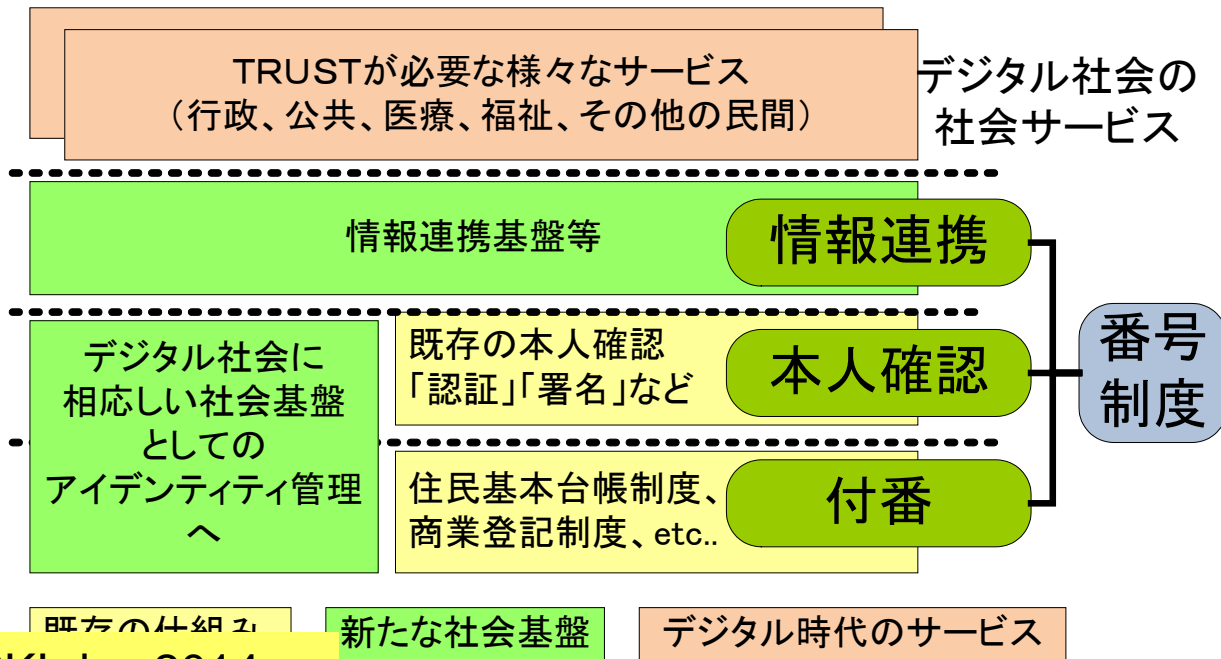 TRUSTが必要な様々なサービス
（行政、公共、医療、福祉、その他の民間）
デジタル社会の
社会サービス
情報連携基盤等
情報連携
デジタル社会に
相応しい社会基盤
としての
アイデンティティ管理
へ
既存の本人確認
「認証」「署名」など
本人確認
番号
制度
住民基本台帳制度、
商業登記制度、etc..
付番
既存の仕組み
新たな社会基盤
デジタル時代のサービス